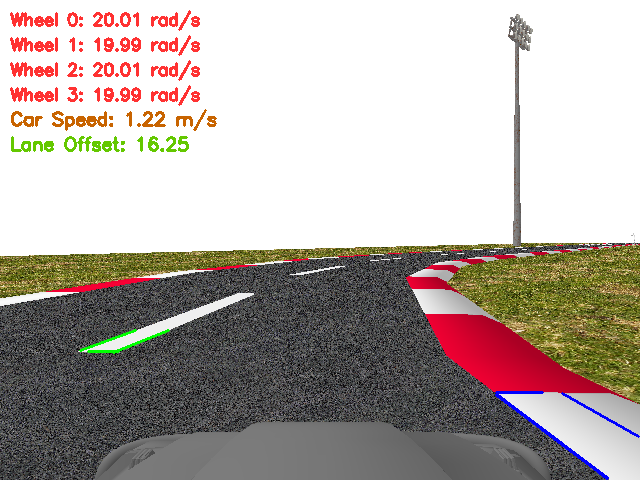 Wheel 0: 20.01 rad/s
Wheel 1: 19.99 rad/s
Wheel 2: 20.01 rad/s
Wheel 3: 19.99 rad/s
Car Speed: 1.22 m/s
Lane Offset: 16.25